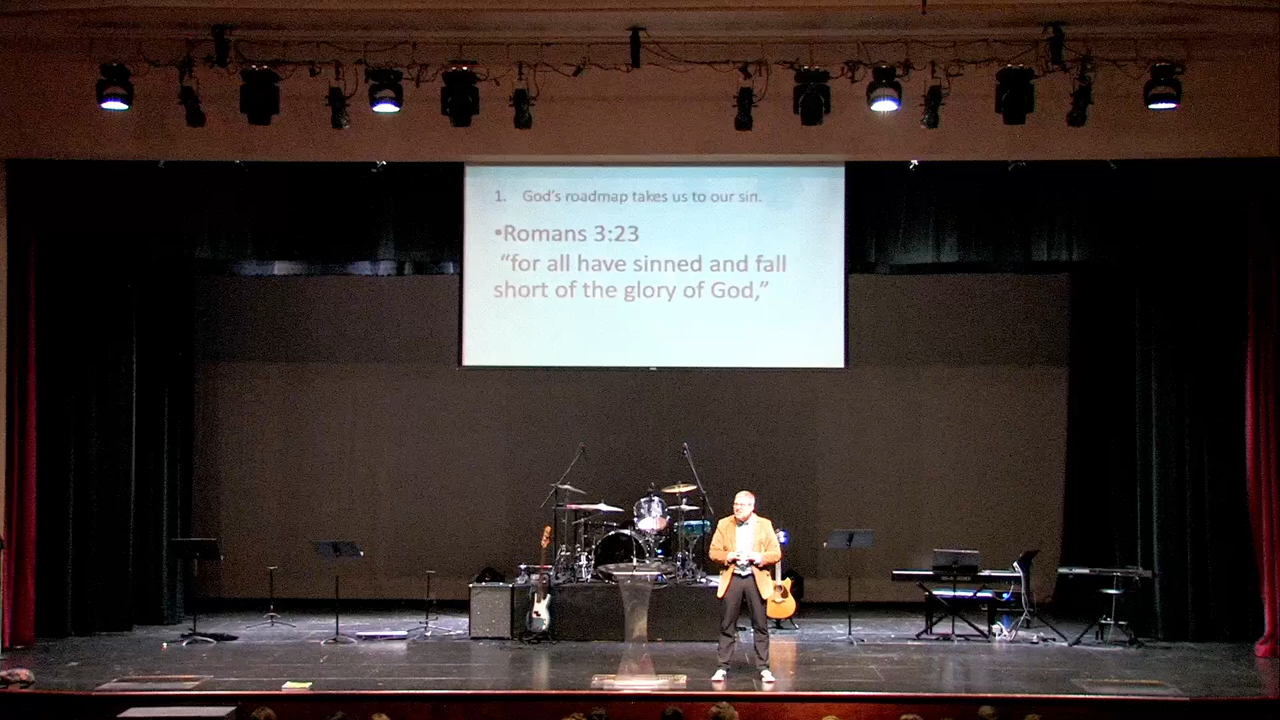 1. God's roadmap takes us to our sin.
•Romans 3:23
“for all have sinned and fall
short of the glory of God,”